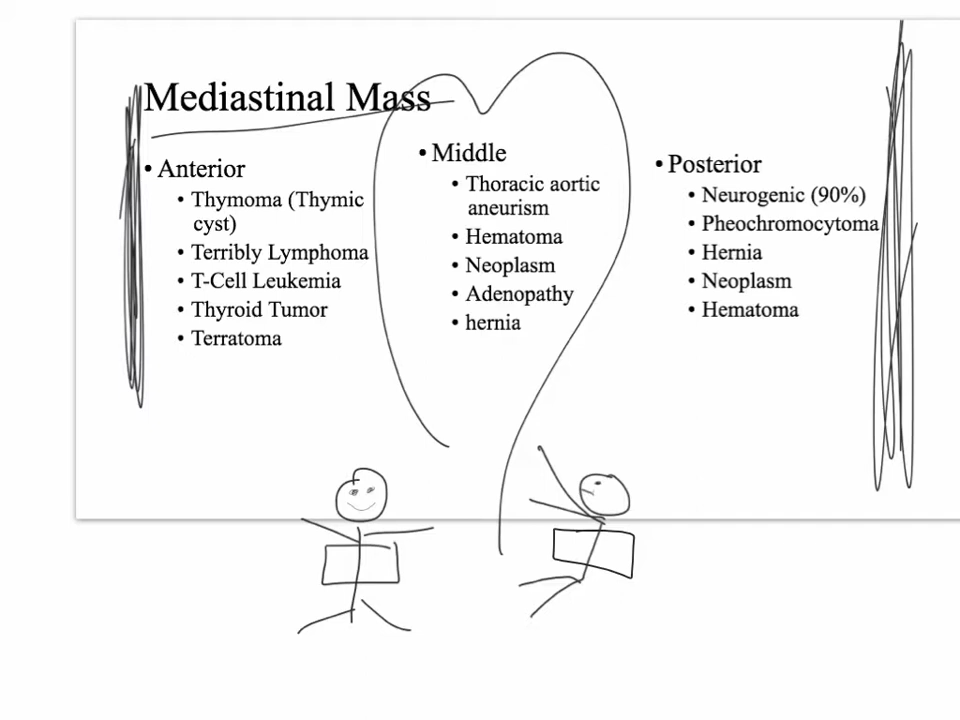 Mediastinal Mass
• Anterior
• Thymoma (Thymic
cyst)
• Terribly Lymphoma
• T-Cell Leukemia
• Thyroid Tumor
• Terratoma
• Middle
• Thoracic aortic
aneurism
• Hematoma
• Neoplasm
• Adenopathy
• hernia
• Posterior
• Neurogenic (90%)
• Pheochromocytoma
• Hernia
• Neoplasm
• Hematoma